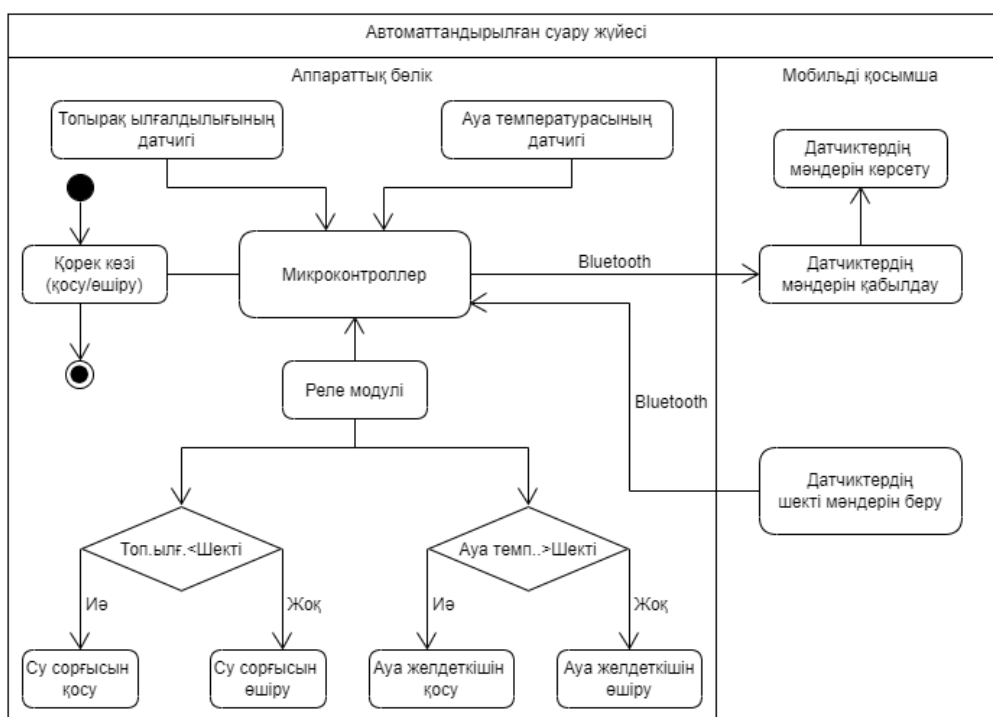 Автоматтандырылған суару жүйесі
Аппараттық бөлік
Мобильді қосымша
Топырақ ылғалдылығының
датчигі
Ауа температурасының
датчигі
Датчиктердің
мәндерін көрсету
Қорек көзі
(қосу/өшіру)
Микроконтроллер
Bluetooth
Датчиктердің
мәндерін қабылдау
Реле модулі
Bluetooth
Датчиктердің
шекті мәндерін беру
Топ.ылғ.<Шекті
Ауа темп..>Шекті
Иә
Жоқ
Иә
Жоқ
Су сорғысын
қосу
Су сорғысын
өшіру
Ауа желдеткішін
қосу
Ауа желдеткішін
өшіру